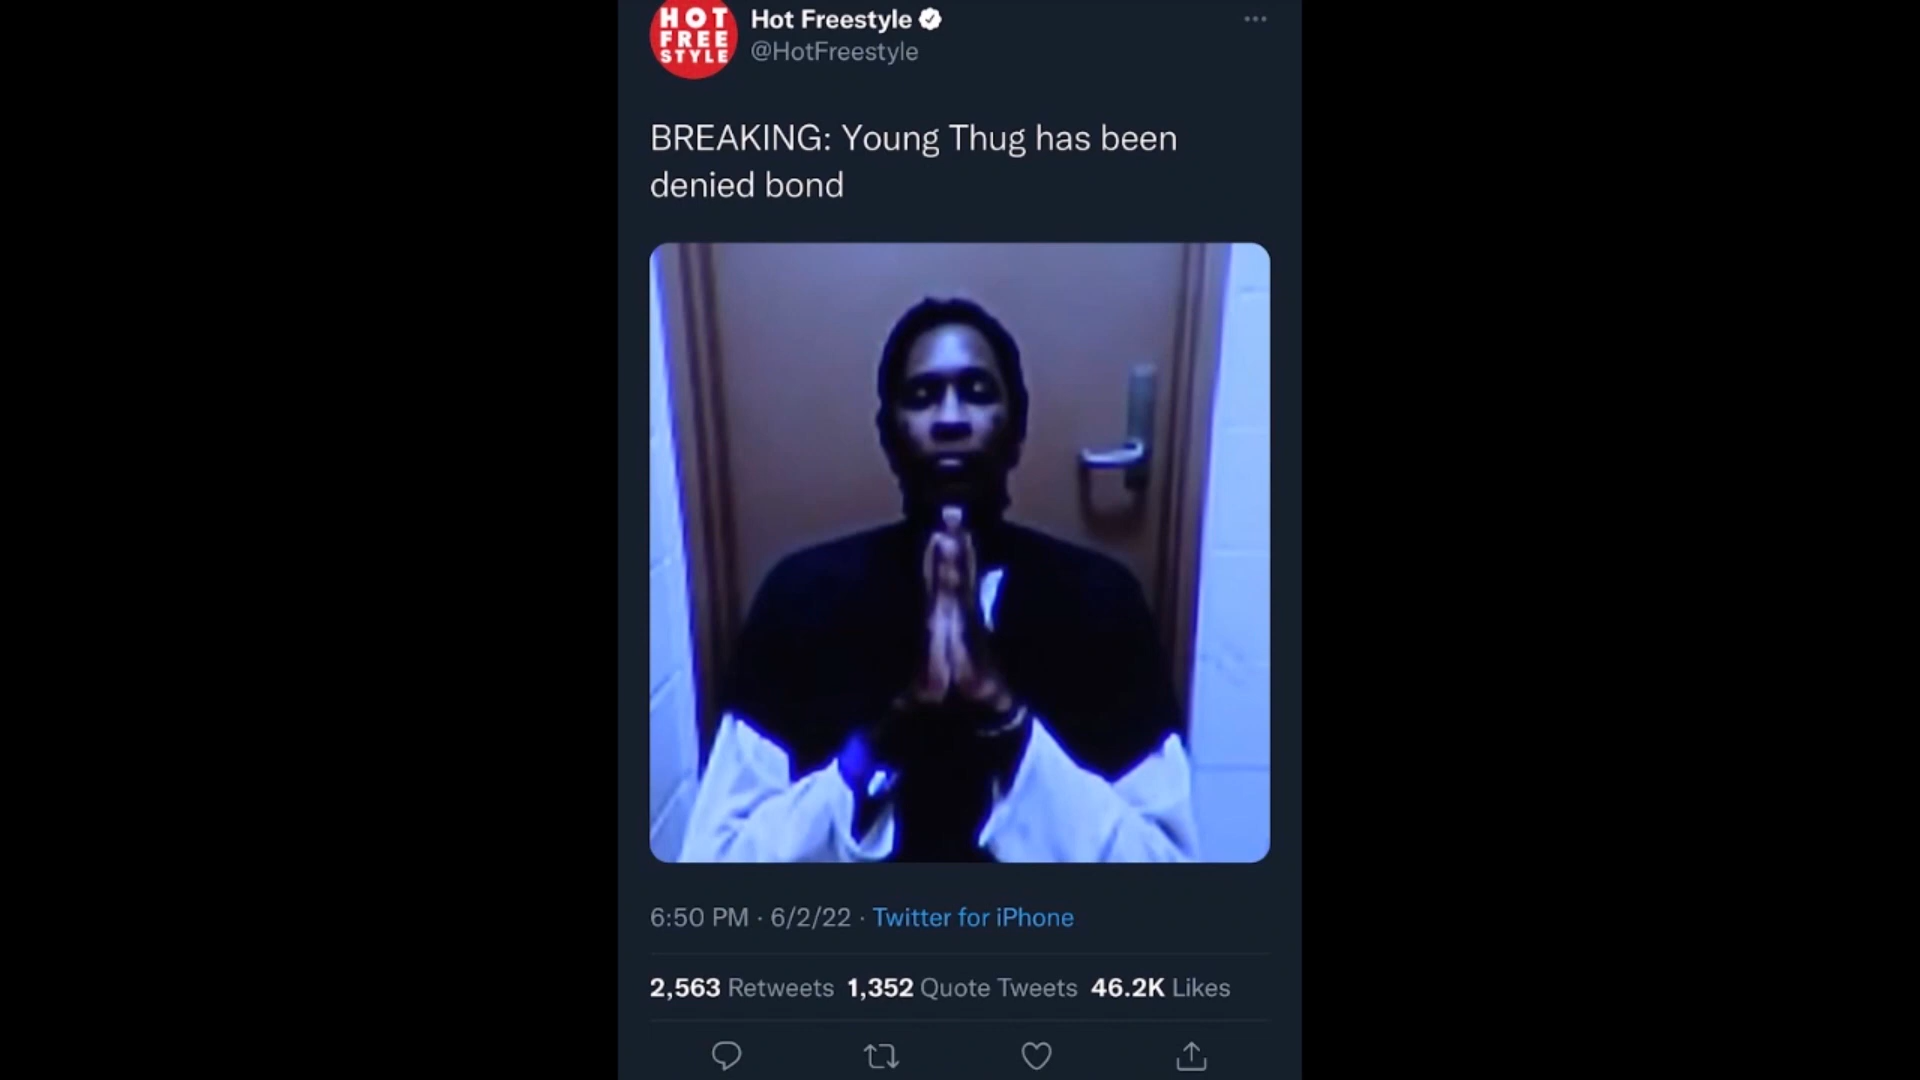 HOT
FREE
STYLE
Hot Freestyle
@HotFreestyle
BREAKING: Young Thug has been
denied bond
6:50 PM · 6/2/22 · Twitter for iPhone
2,563 Retweets 1,352 Quote Tweets 46.2K Likes